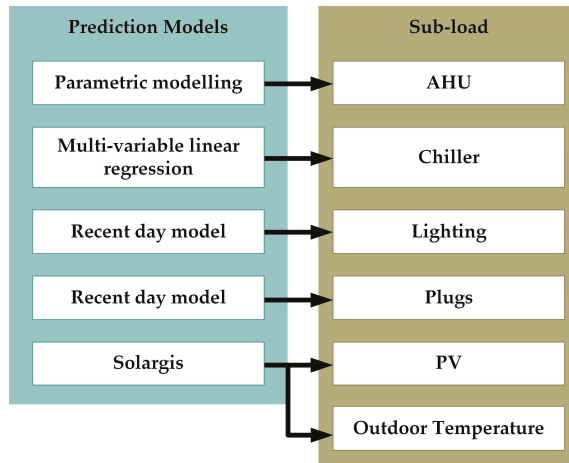 Prediction Models
Sub-load
Parametric modelling
AHU
Multi-variable linear
regression
Chiller
Recent day model
Lighting
Recent day model
Plugs
Solargis
PV
Outdoor Temperature